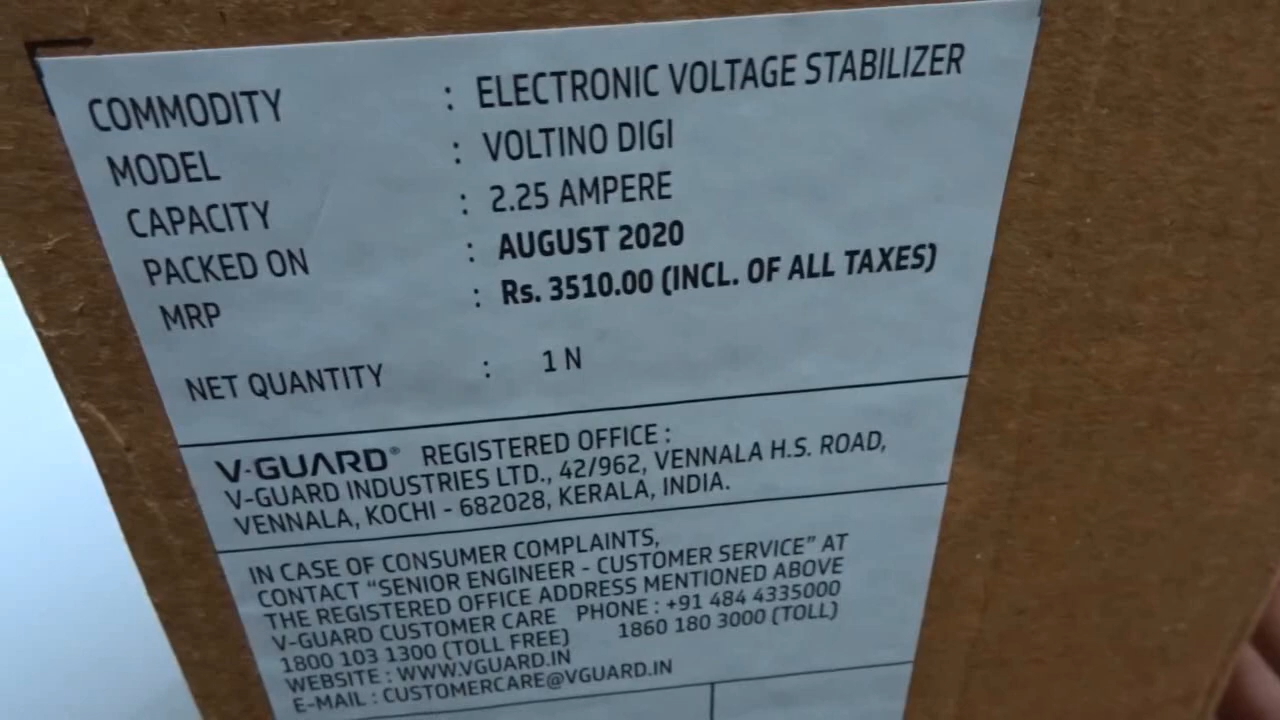 COMMODITY : ELECTRONIC VOLTAGE STABILIZER
MODEL : VOLTINO DIGI
CAPACITY : 2.25 AMPERE
PACKED ON : AUGUST 2020
MRP : Rs. 3510.00 (INCL. OF ALL TAXES)
NET QUANTITY : 1 N
V-GUARD® REGISTERED OFFICE :
V-GUARD INDUSTRIES LTD., 42/962, VENNALA H.S. ROAD,
VENNALA, KOCHI - 682028, KERALA, INDIA.
IN CASE OF CONSUMER COMPLAINTS,
CONTACT “SENIOR ENGINEER - CUSTOMER SERVICE” AT
THE REGISTERED OFFICE ADDRESS MENTIONED ABOVE
V-GUARD CUSTOMER CARE PHONE : +91 484 4335000
1800 103 1300 (TOLL FREE) 1860 180 3000 (TOLL)
WEBSITE : WWW.VGUARD.IN
E-MAIL : CUSTOMERCARE@VGUARD.IN